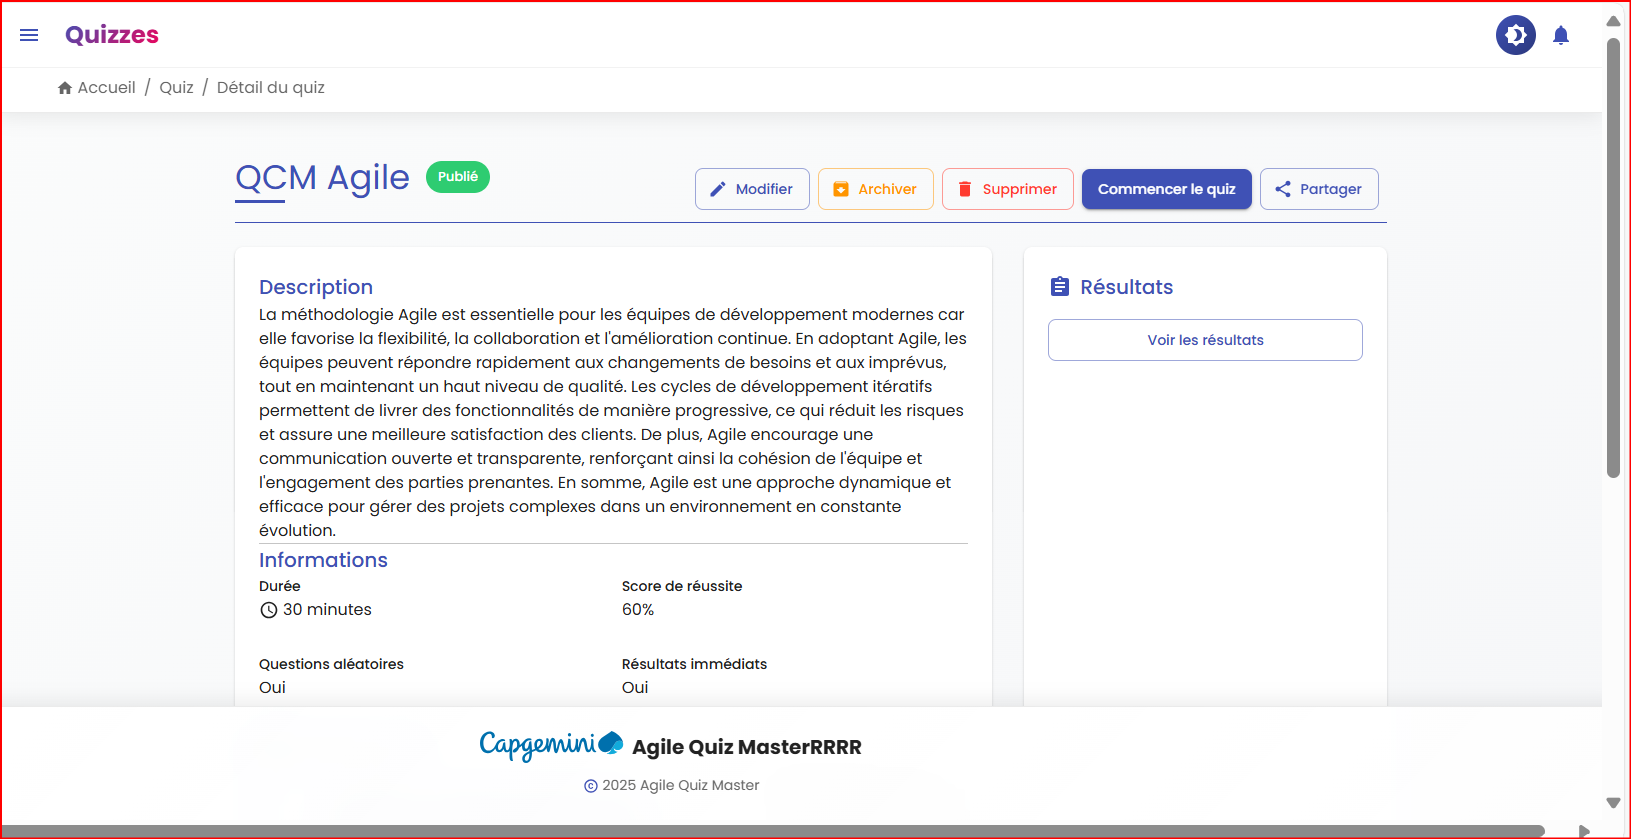 Quizzes
Accueil / Quiz / Détail du quiz
QCM Agile Publié
Modifier Archiver Supprimer Commencer le quiz Partager
Description
La méthodologie Agile est essentielle pour les équipes de développement modernes car
elle favorise la flexibilité, la collaboration et l'amélioration continue. En adoptant Agile, les
équipes peuvent répondre rapidement aux changements de besoins et aux imprévus,
tout en maintenant un haut niveau de qualité. Les cycles de développement itératifs
permettent de livrer des fonctionnalités de manière progressive, ce qui réduit les risques
et assure une meilleure satisfaction des clients. De plus, Agile encourage une
communication ouverte et transparente, renforçant ainsi la cohésion de l'équipe et
l'engagement des parties prenantes. En somme, Agile est une approche dynamique et
efficace pour gérer des projets complexes dans un environnement en constante
évolution.
Informations
Durée
30 minutes
Score de réussite
60%
Questions aléatoires
Oui
Résultats immédiats
Oui
Résultats
Voir les résultats
Capgemini Agile Quiz MasterRRRR
© 2025 Agile Quiz Master